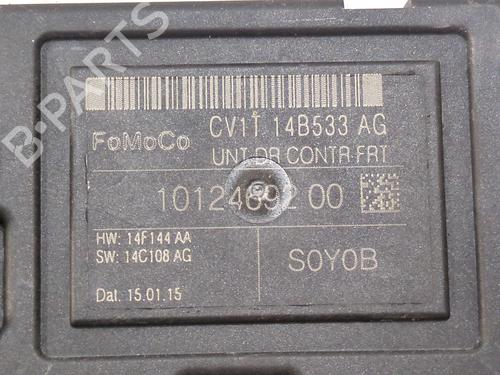 B-PARTS
FoMoCo CV1T 14B533 AG
UNT DR CONTR FRT
10124692 00
HW: 14F144 AA
SW: 14C108 AG
S0Y0B
Dat. 15.01.15